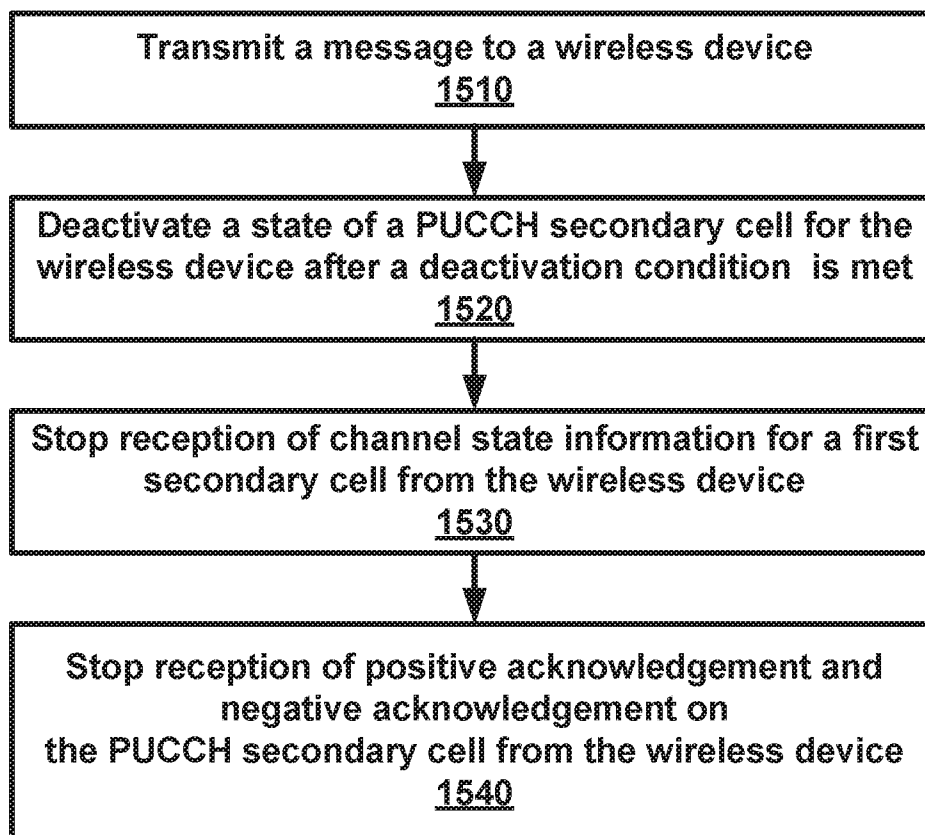 Transmit a message to a wireless device
1510
Deactivate a state of a PUCCH secondary cell for the
wireless device after a deactivation condition is met
1520
Stop reception of channel state information for a first
secondary cell from the wireless device
1530
Stop reception of positive acknowledgement and
negative acknowledgement on
the PUCCH secondary cell from the wireless device
1540